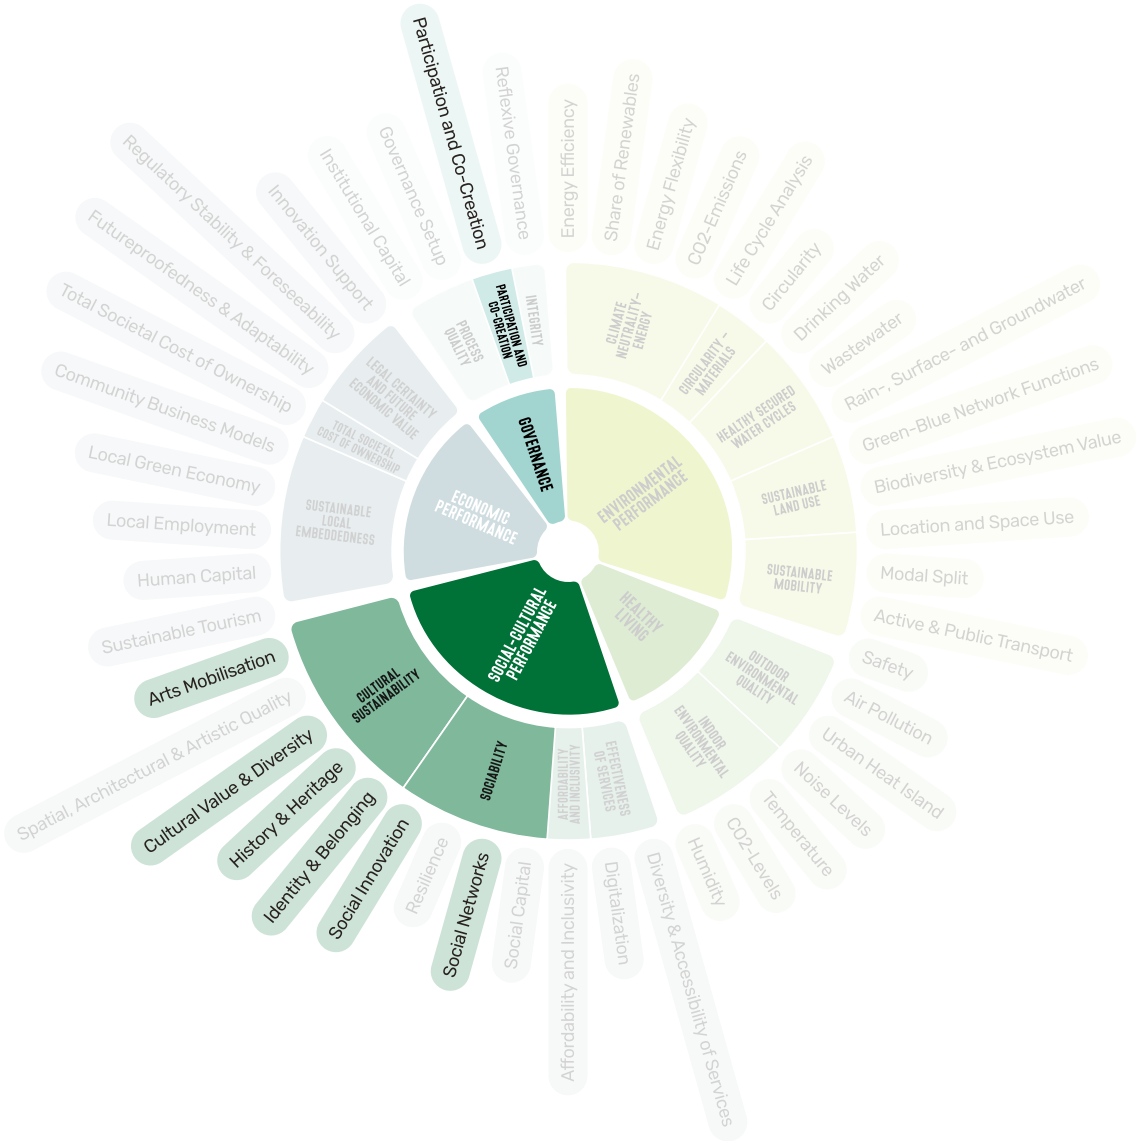 Participation and Co-Creation
Reflexive Governance
Energy Efficiency
Share of Renewables
Energy Flexibility
CO2-Emissions
Life Cycle Analysis
Circularity
Drinking Water
Wastewater
Rain-, Surface- and Groundwater
Green-Blue Network Functions
Biodiversity & Ecosystem Value
Location and Space Use
Modal Split
Active & Public Transport
Safety
Air Pollution
Urban Heat Island
Noise Levels
Temperature
CO2-Levels
Humidity
Diversity & Accessibility of Services
Digitalization
Affordability and Inclusivity
Social Capital
Social Networks
Resilience
Social Innovation
Identity & Belonging
History & Heritage
Cultural Value & Diversity
Spatial, Architectural & Artistic Quality
Arts Mobilisation
Sustainable Tourism
Human Capital
Local Employment
Local Green Economy
Community Business Models
Total Societal Cost of Ownership
Futureproofedness & Adaptability
Regulatory Stability & Foreseeability
Innovation Support
Institutional Capital
Governance Setup
PARTICIPATION AND
CO-CREATION
INTEGRITY
CLIMATE
NEUTRALITY-
ENERGY
CIRCULARITY -
MATERIALS
HEALTHY SECURED
WATER CYCLES
SUSTAINABLE
LAND USE
SUSTAINABLE
MOBILITY
OUTDOOR
ENVIRONMENTAL
QUALITY
INDOOR
ENVIRONMENTAL
QUALITY
EFFECTIVENESS
OF SERVICES
AFFORDABILITY
AND INCLUSIVITY
SOCIABILITY
CULTURAL
SUSTAINABILITY
SUSTAINABLE
LOCAL
EMBEDDEDNESS
TOTAL SOCIETAL
COST OF OWNERSHIP
LEGAL CERTAINTY
AND FUTURE
ECONOMIC VALUE
PROCESS
QUALITY
GOVERNANCE
ENVIRONMENTAL
PERFORMANCE
HEALTHY
LIVING
SOCIAL-CULTURAL
PERFORMANCE
ECONOMIC
PERFORMANCE